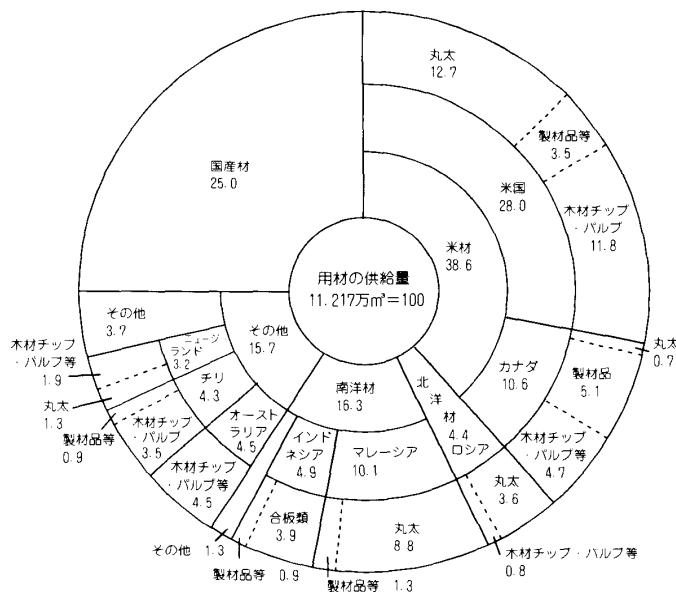 用材の供給量
11.217万m³＝100
国産材
25.0
米材
38.6
米国
28.0
丸太
12.7
製材品等
3.5
木材チップ
・パルプ
11.8
カナダ
10.6
丸太
0.7
製材品
5.1
木材チップ
・パルプ等
4.7
北洋材
4.4
ロシア
丸太
3.6
木材チップ・パルプ等
0.8
南洋材
16.3
マレーシア
10.1
丸太
8.8
製材品等 1.3
インド
ネシア
4.9
合板類
3.9
製材品等 0.9
その他 1.3
その他
15.7
オースト
ラリア
4.5
木材チップ
・パルプ等
4.5
チリ
4.3
木材チップ
・パルプ
3.5
製材品等
0.9
ニュージ
ランド
3.2
丸太
1.3
木材チップ
・パルプ等
1.9
その他
3.7